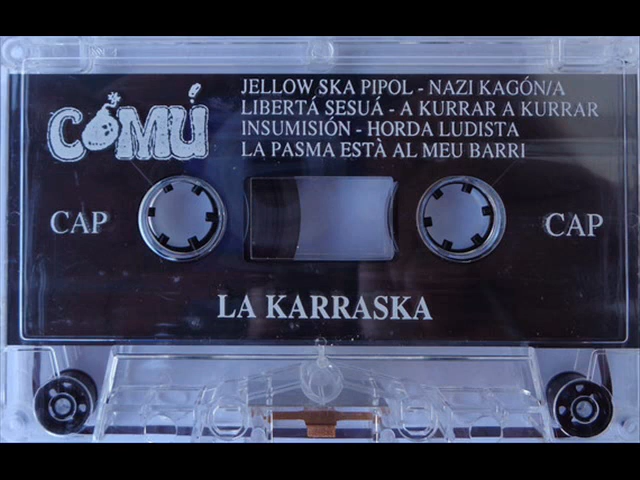 CÓMÚ
JELLOW SKA PIPOL - NAZI KAGÓN/A
LIBERTÁ SESUÁ - A KURRAR A KURRAR
INSUMISIÓN - HORDA LUDISTA
LA PASMA ESTÀ AL MEU BARRI
CAP
CAP
LA KARRASKA